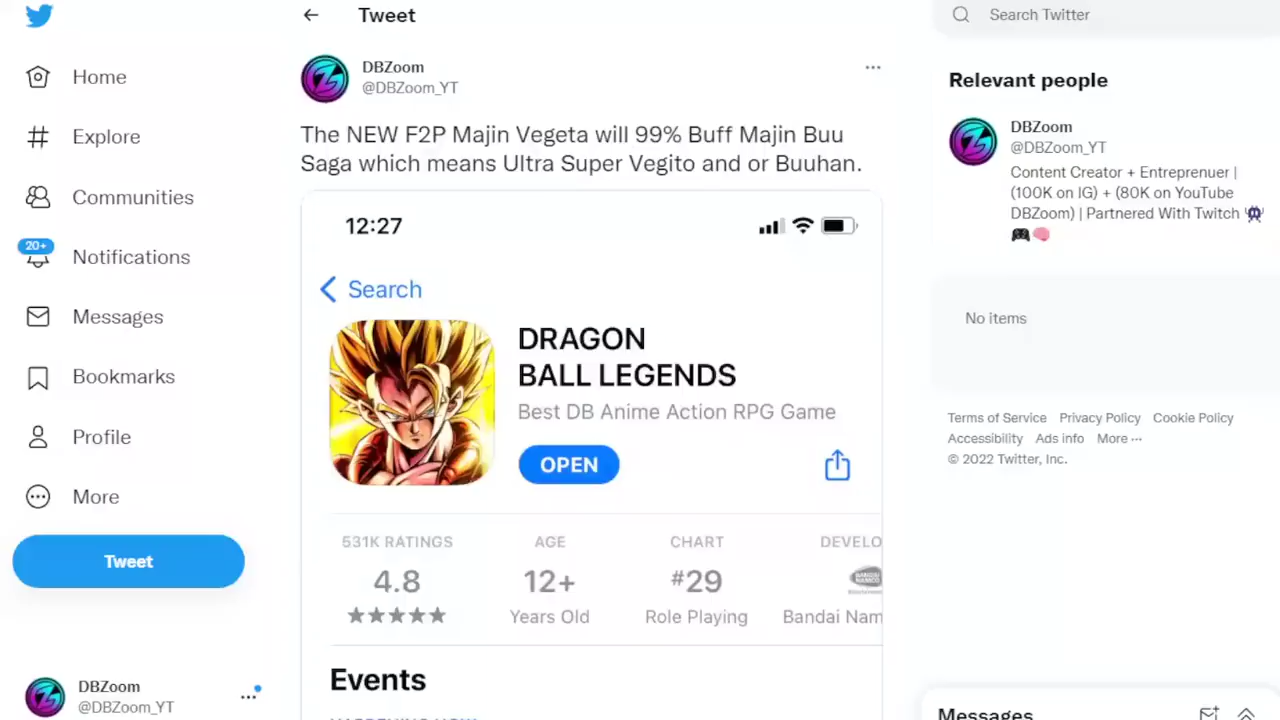 Home
Explore
Communities
20+
Notifications
Messages
Bookmarks
Profile
More
Tweet
DBZoom
@DBZoom_YT
Tweet
DBZoom
@DBZoom_YT
The NEW F2P Majin Vegeta will 99% Buff Majin Buu
Saga which means Ultra Super Vegito and or Buuhan.
12:27
Search
DRAGON
BALL LEGENDS
Best DB Anime Action RPG Game
OPEN
531K RATINGS
4.8
★★★★★
AGE
12+
Years Old
CHART
#29
Role Playing
DEVELO
BANDAI
NAMCO
Bandai Nam
Events
Search Twitter
Relevant people
DBZoom
@DBZoom_YT
Content Creator + Entreprenuer |
(100K on IG) + (80K on YouTube
DBZoom) | Partnered With Twitch
No items
Terms of Service Privacy Policy Cookie Policy
Accessibility Ads info More ···
© 2022 Twitter, Inc.
Messages